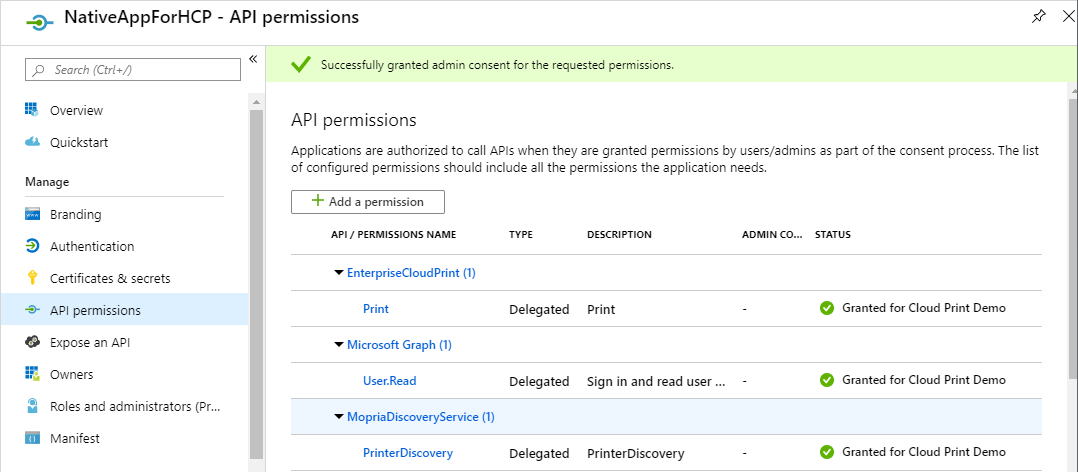 NativeAppForHCP - API permissions
Search (Ctrl+/)
Overview
Quickstart
Manage
Branding
Authentication
Certificates & secrets
API permissions
Expose an API
Owners
Roles and administrators (Pr...
Manifest
Successfully granted admin consent for the requested permissions.
API permissions
Applications are authorized to call APIs when they are granted permissions by users/admins as part of the consent process. The list
of configured permissions should include all the permissions the application needs.
+ Add a permission
API / PERMISSIONS NAME TYPE DESCRIPTION ADMIN CO... STATUS
EnterpriseCloudPrint (1)
Print Delegated Print - Granted for Cloud Print Demo
Microsoft Graph (1)
User.Read Delegated Sign in and read user ... - Granted for Cloud Print Demo
MopriaDiscoveryService (1)
PrinterDiscovery Delegated PrinterDiscovery - Granted for Cloud Print Demo